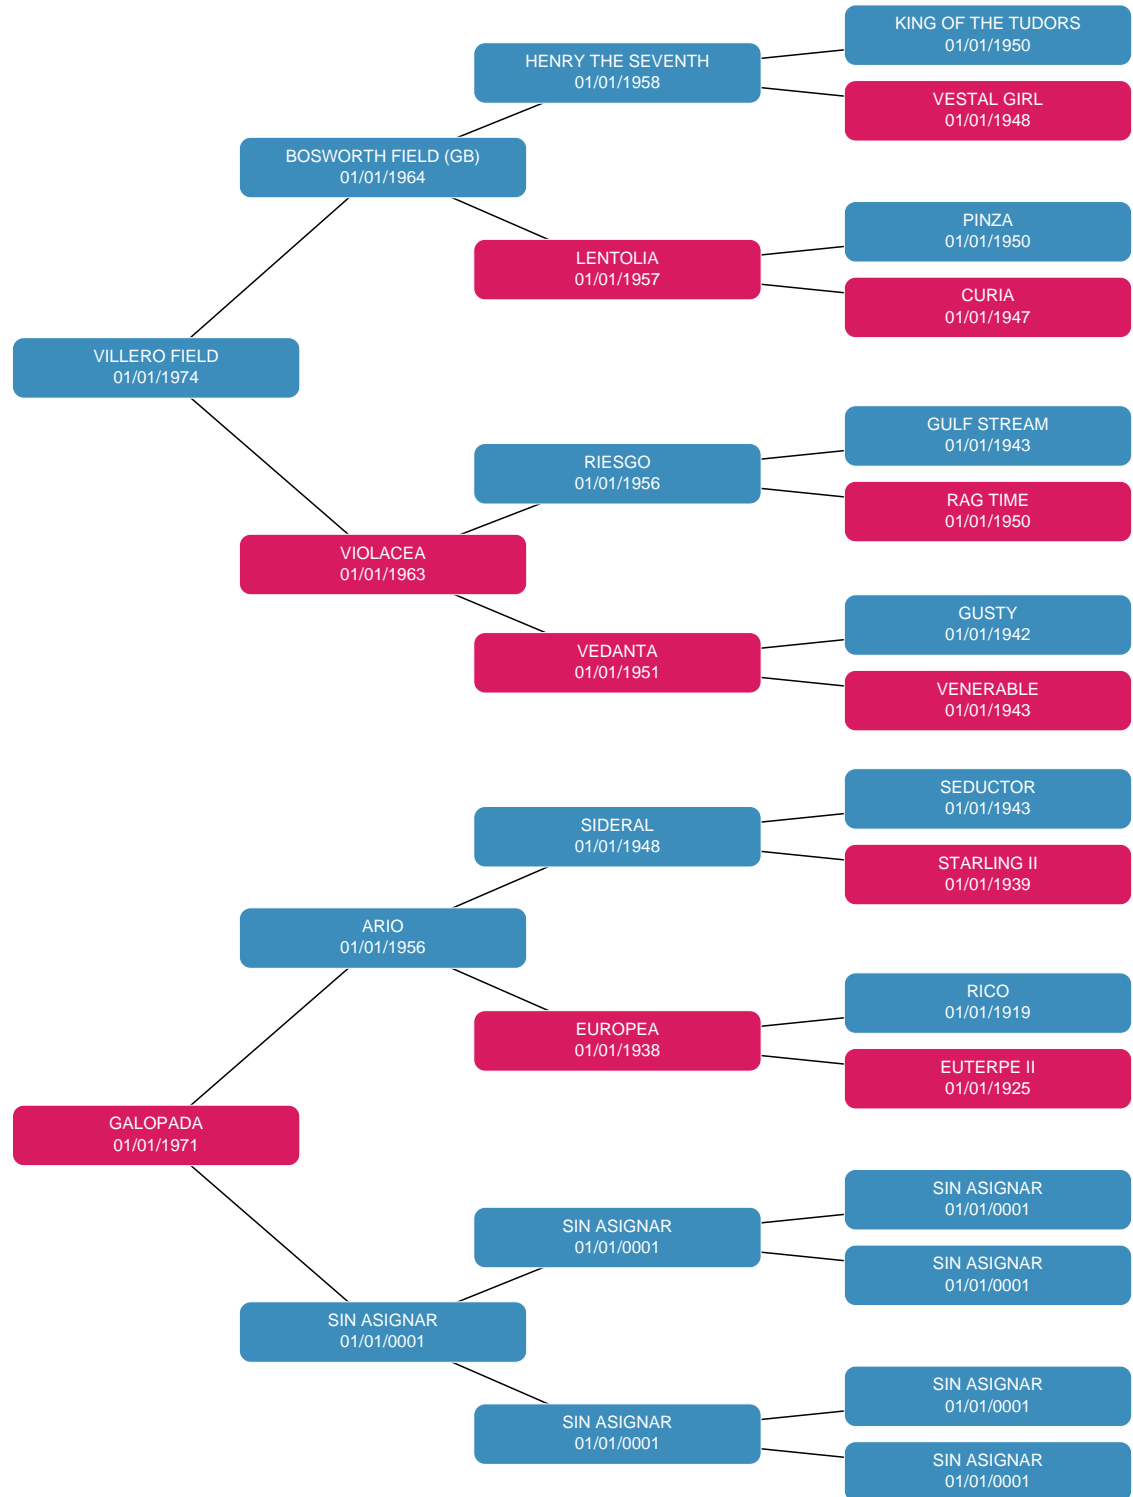 KING OF THE TUDORS
01/01/1950
HENRY THE SEVENTH
01/01/1958
VESTAL GIRL
01/01/1948
BOSWORTH FIELD (GB)
01/01/1964
PINZA
01/01/1950
LENTOLIA
01/01/1957
CURIA
01/01/1947
VILLERO FIELD
01/01/1974
GULF STREAM
01/01/1943
RIESGO
01/01/1956
RAG TIME
01/01/1950
VIOLACEA
01/01/1963
GUSTY
01/01/1942
VEDANTA
01/01/1951
VENERABLE
01/01/1943
SEDUCTOR
01/01/1943
SIDERAL
01/01/1948
STARLING II
01/01/1939
ARIO
01/01/1956
RICO
01/01/1919
EUROPEA
01/01/1938
EUTERPE II
01/01/1925
GALOPADA
01/01/1971
SIN ASIGNAR
01/01/0001
SIN ASIGNAR
01/01/0001
SIN ASIGNAR
01/01/0001
SIN ASIGNAR
01/01/0001
SIN ASIGNAR
01/01/0001
SIN ASIGNAR
01/01/0001
SIN ASIGNAR
01/01/0001